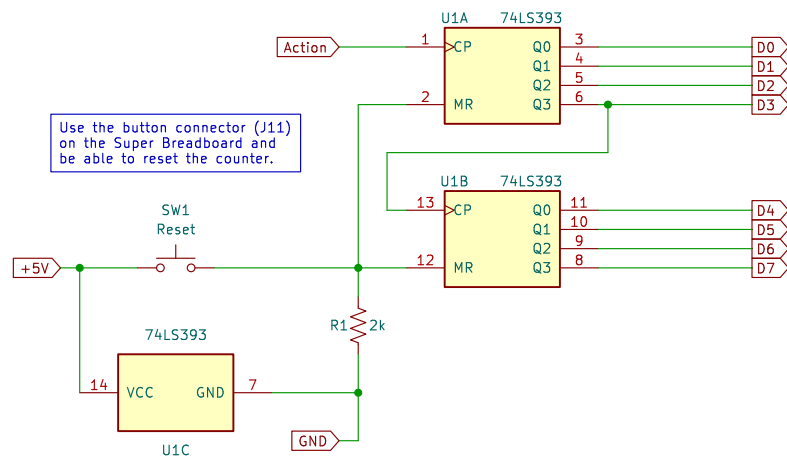 U1A 74LS393
Action 1 CP Q0 3 D0
Q1 4 D1
Q2 5 D2
2 MR Q3 6 D3
Use the button connector (J11)
on the Super Breadboard and
be able to reset the counter.
U1B 74LS393
13 CP Q0 11 D4
Q1 10 D5
Q2 9 D6
12 MR Q3 8 D7
SW1
Reset
+5V
R1 2k
74LS393
14 VCC GND 7
U1C
GND